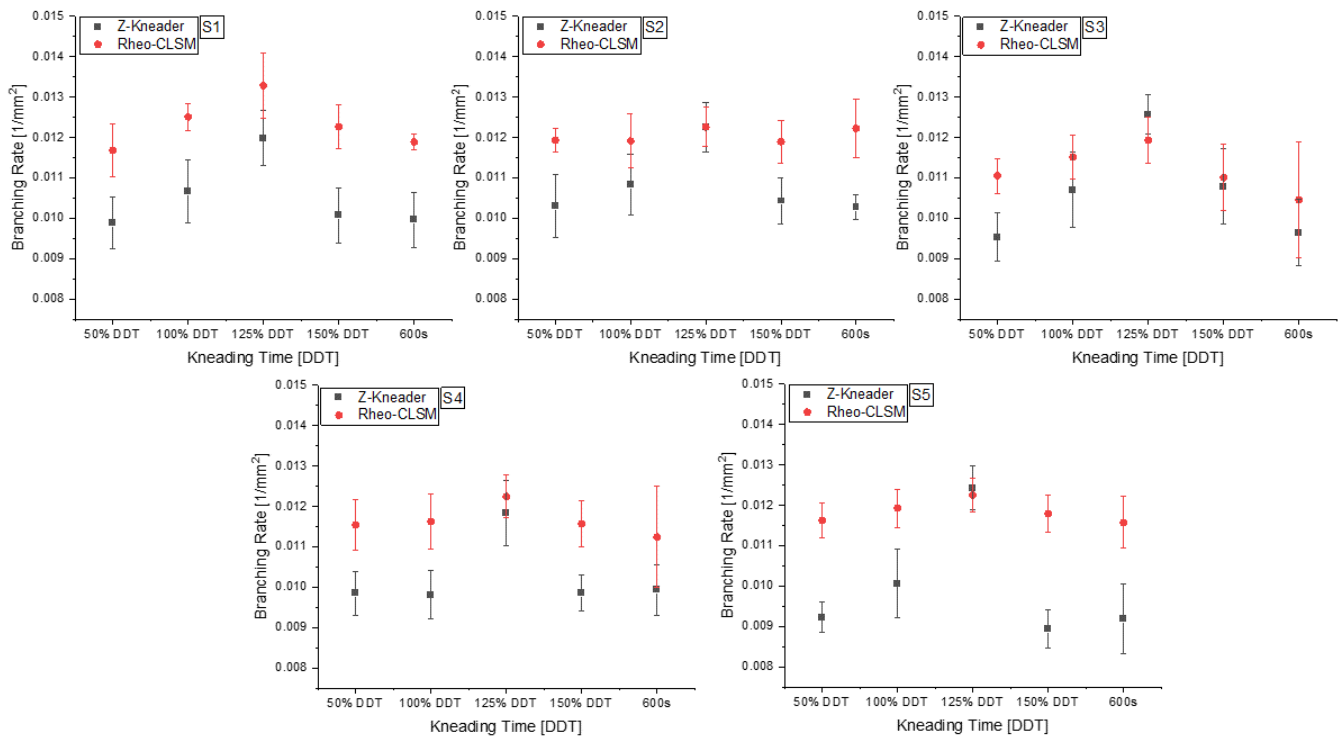 Z-Kneader
Rheo-CLSM
S1
0.015
0.014
0.013
0.012
0.011
0.010
0.009
0.008
Branching Rate [1/mm²]
50% DDT 100% DDT 125% DDT 150% DDT 600s
Kneading Time [DDT]
Z-Kneader
Rheo-CLSM
S2
0.015
0.014
0.013
0.012
0.011
0.010
0.009
0.008
Branching Rate [1/mm²]
50% DDT 100% DDT 125% DDT 150% DDT 600s
Kneading Time [DDT]
Z-Kneader
Rheo-CLSM
S3
0.015
0.014
0.013
0.012
0.011
0.010
0.009
0.008
Branching Rate [1/mm²]
50% DDT 100% DDT 125% DDT 150% DDT 600s
Kneading Time [DDT]
Z-Kneader
Rheo-CLSM
S4
0.015
0.014
0.013
0.012
0.011
0.010
0.009
0.008
Branching Rate [1/mm²]
50% DDT 100% DDT 125% DDT 150% DDT 600s
Kneading Time [DDT]
Z-Kneader
Rheo-CLSM
S5
0.015
0.014
0.013
0.012
0.011
0.010
0.009
0.008
Branching Rate [1/mm²]
50% DDT 100% DDT 125% DDT 150% DDT 600s
Kneading Time [DDT]